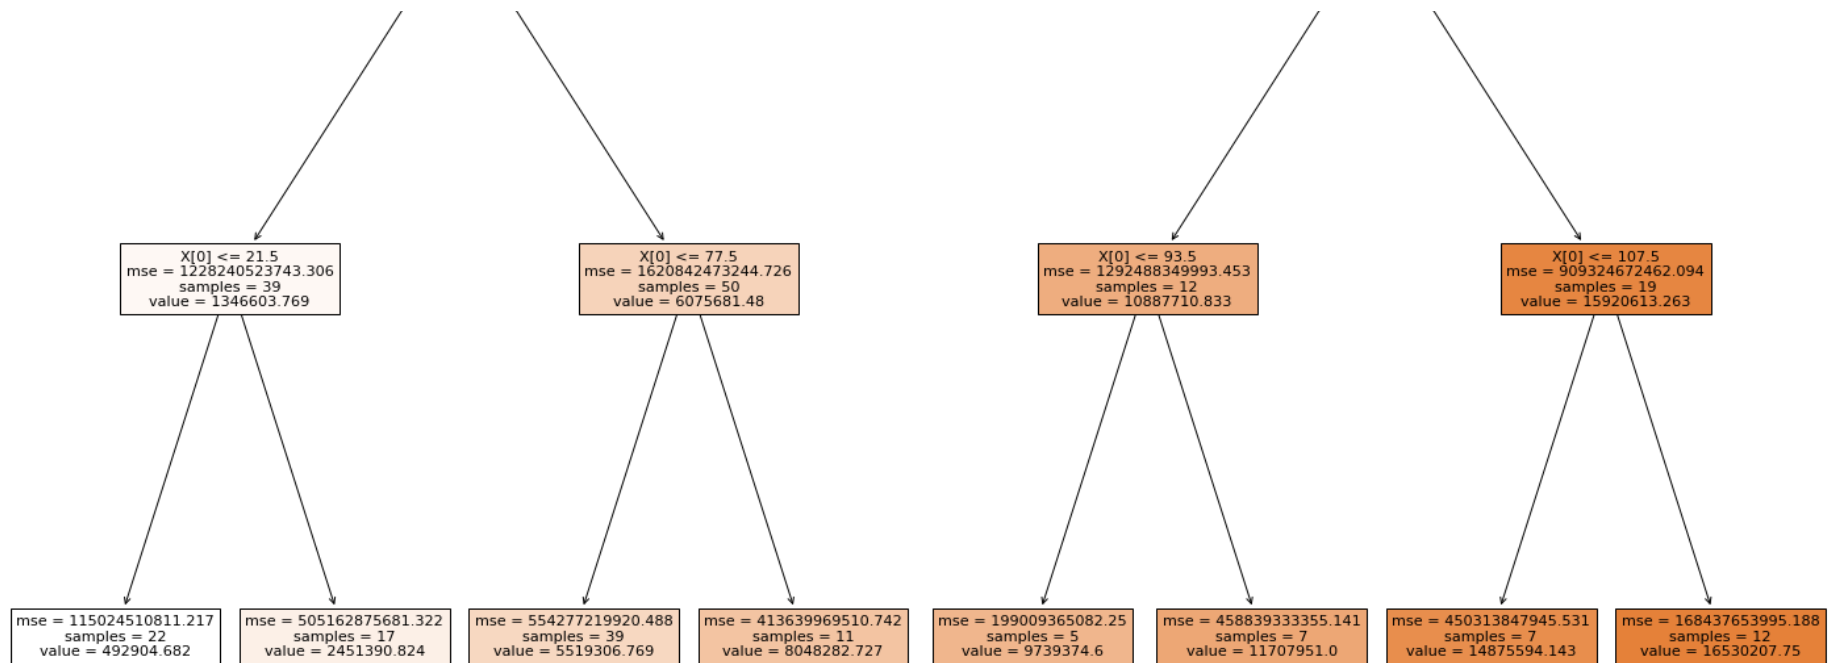 X[0] <= 21.5
mse = 1228240523743.306
samples = 39
value = 1346603.769
X[0] <= 77.5
mse = 1620842473244.726
samples = 50
value = 6075681.48
X[0] <= 93.5
mse = 1292488349993.453
samples = 12
value = 10887710.833
X[0] <= 107.5
mse = 909324672462.094
samples = 19
value = 15920613.263
mse = 115024510811.217
samples = 22
value = 492904.682
mse = 505162875681.322
samples = 17
value = 2451390.824
mse = 554277219920.488
samples = 39
value = 5519306.769
mse = 413639969510.742
samples = 11
value = 8048282.727
mse = 199009365082.25
samples = 5
value = 9739374.6
mse = 458839333355.141
samples = 7
value = 11707951.0
mse = 450313847945.531
samples = 7
value = 14875594.143
mse = 168437653995.188
samples = 12
value = 16530207.75